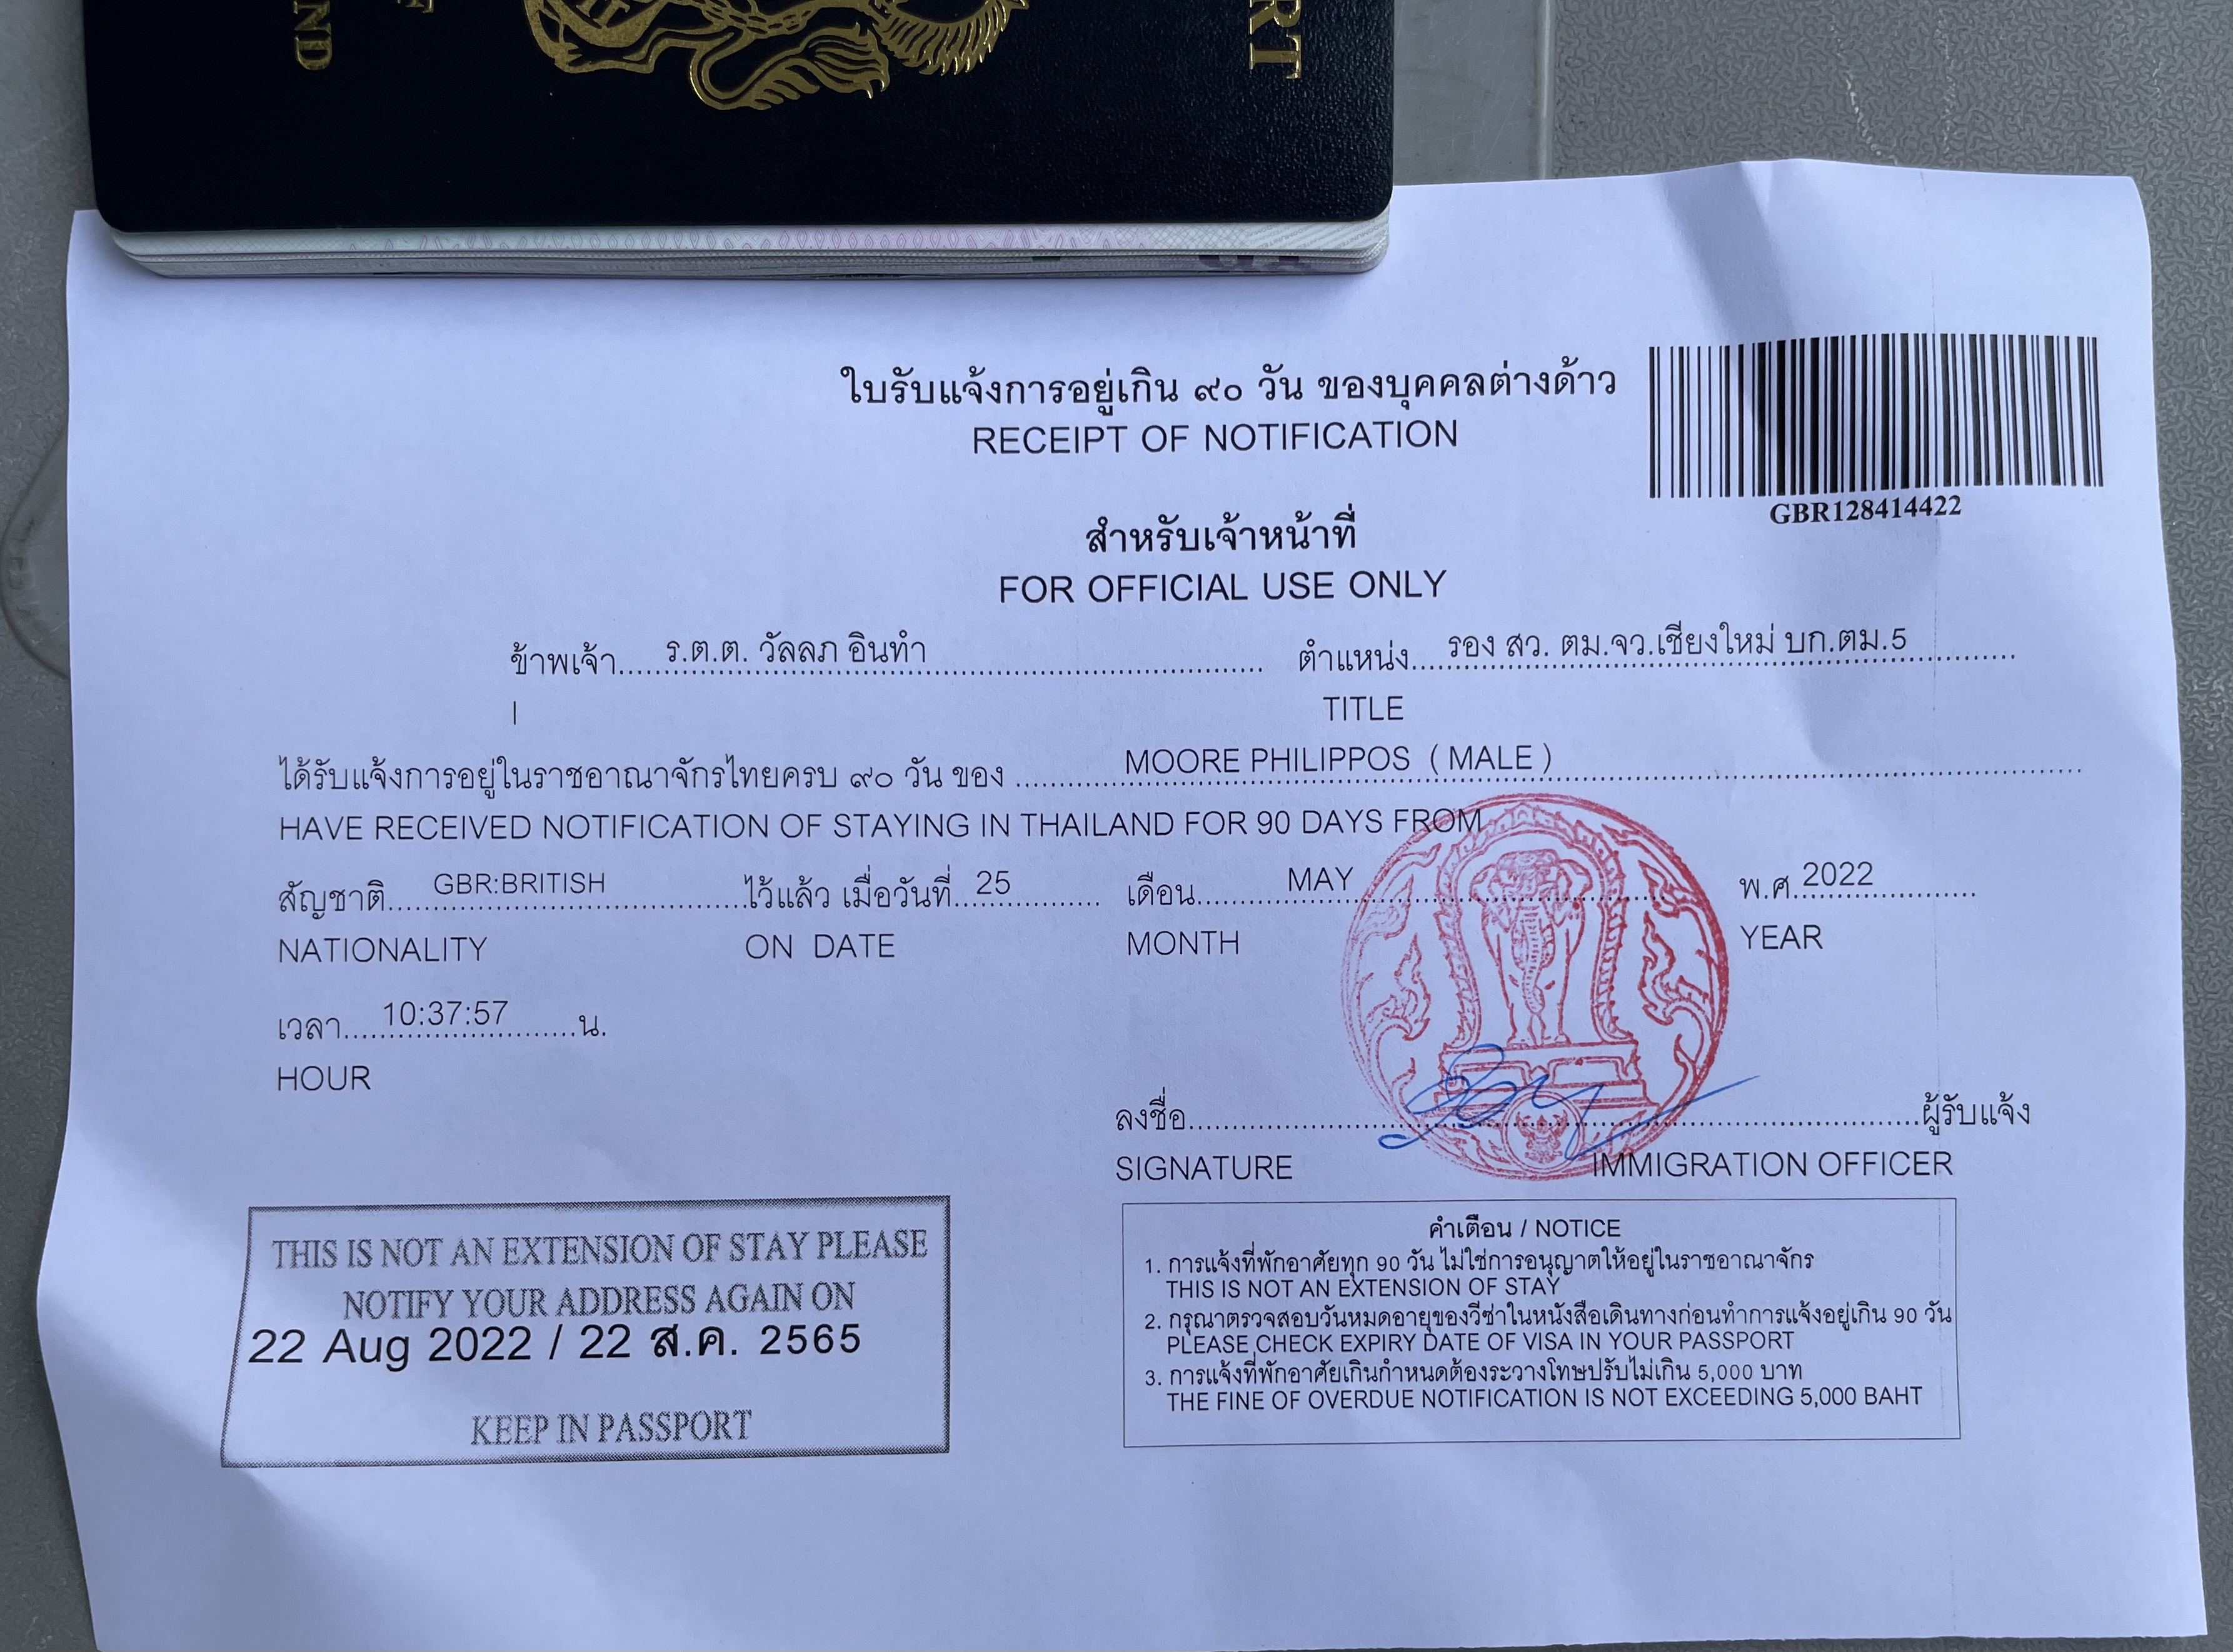 ND
RT
ใบรับแจ้งการอยู่เกิน ๙๐ วัน ของบุคคลต่างด้าว
RECEIPT OF NOTIFICATION
GBR128414422
สำหรับเจ้าหน้าที่
FOR OFFICIAL USE ONLY
ข้าพเจ้า.....ร.ต.ต. วัลลภ อินทำ..... ตำแหน่ง.....รอง สว. ตม.จว.เชียงใหม่ บก.ตม.5.....
I TITLE
ได้รับแจ้งการอยู่ในราชอาณาจักรไทยครบ ๙๐ วัน ของ .....MOORE PHILIPPOS ( MALE ).....
HAVE RECEIVED NOTIFICATION OF STAYING IN THAILAND FOR 90 DAYS FROM
สัญชาติ.....GBR:BRITISH.....ไว้แล้ว เมื่อวันที่...25..... เดือน.....MAY..... พ.ศ.2022.....
NATIONALITY ON DATE MONTH YEAR
เวลา.....10:37:57.....น.
HOUR
ลงชื่อ..........ผู้รับแจ้ง
SIGNATURE IMMIGRATION OFFICER
THIS IS NOT AN EXTENSION OF STAY PLEASE
NOTIFY YOUR ADDRESS AGAIN ON
22 Aug 2022 / 22 ส.ค. 2565
KEEP IN PASSPORT
คำเตือน / NOTICE
1. การแจ้งที่พักอาศัยทุก 90 วัน ไม่ใช่การอนุญาตให้อยู่ในราชอาณาจักร
THIS IS NOT AN EXTENSION OF STAY
2. กรุณาตรวจสอบวันหมดอายุของวีซ่าในหนังสือเดินทางก่อนทำการแจ้งอยู่เกิน 90 วัน
PLEASE CHECK EXPIRY DATE OF VISA IN YOUR PASSPORT
3. การแจ้งที่พักอาศัยเกินกำหนดต้องระวางโทษปรับไม่เกิน 5,000 บาท
THE FINE OF OVERDUE NOTIFICATION IS NOT EXCEEDING 5,000 BAHT